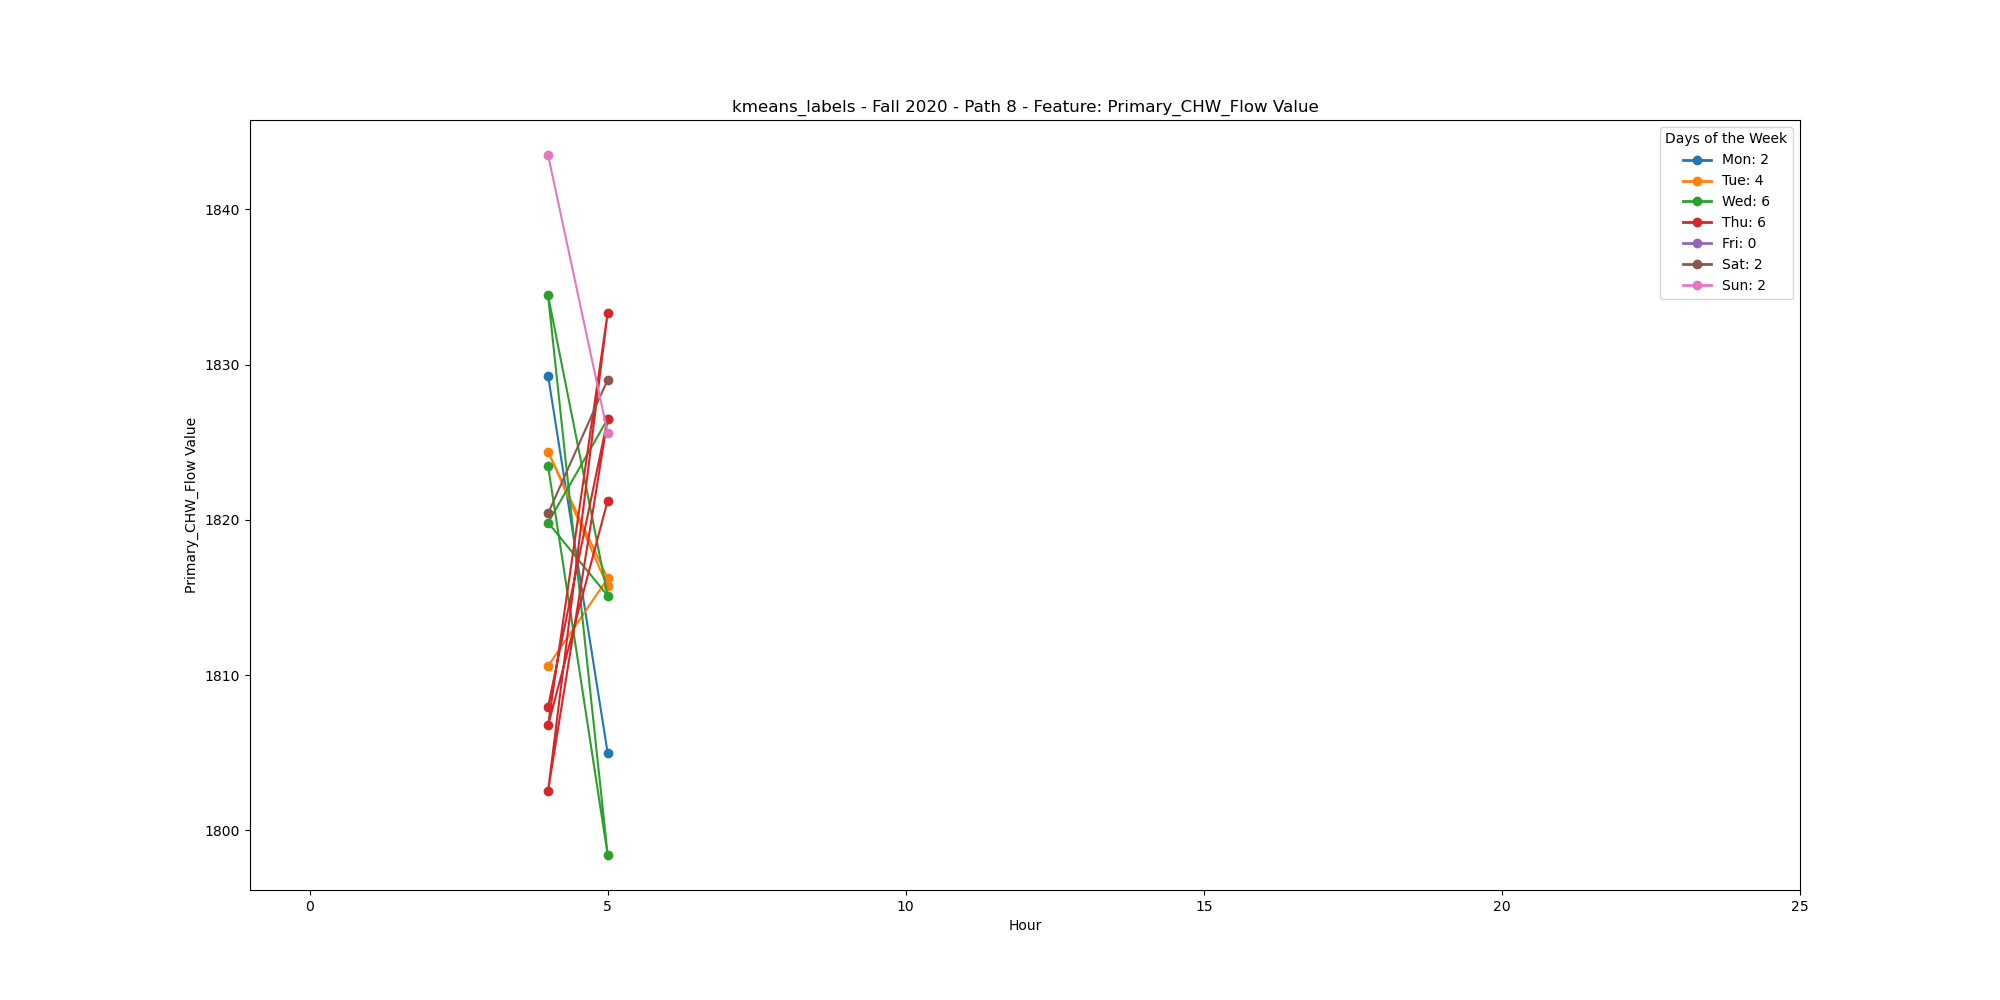 kmeans_labels - Fall 2020 - Path 8 - Feature: Primary_CHW_Flow Value
Days of the Week
Mon: 2
Tue: 4
Wed: 6
Thu: 6
Fri: 0
Sat: 2
Sun: 2
1840
1830
1820
1810
1800
Primary_CHW_Flow Value
0
5
10
15
20
25
Hour